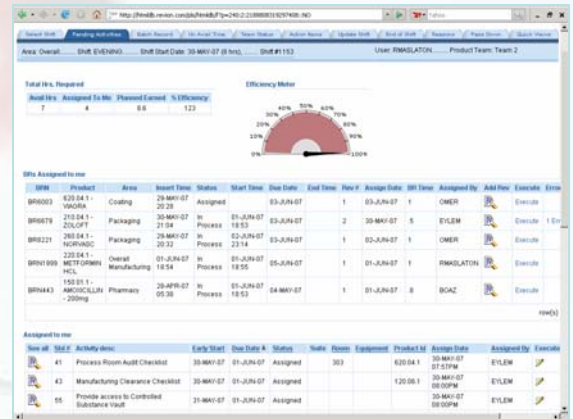 Select Shift Pending Activities Batch Record Un Avail Time Team Status Admin Items Update Shift End of Shift Reasons Pass Down Quick Views
Area: Overall Shift: EVENING Shift Start Date: 30-MAY-07 (8 hrs), Shift #1153 User: RMASLATON Product Team: Team 2
Total Hrs. Required Efficiency Meter
Avail Hrs Assigned To Me Planned Earned % Efficiency
7 4 8.6 123
0% 10% 20% 30% 40% 50% 60% 70% 80% 90% 100%
BRs Assigned to me
BRN Product Area Insert Time Status Start Time Due Date End Time Rev # Assign Date BR Time Assigned By Add Rev Execute Error
BR6003 620.04.1 - VIAGRA Coating 29-MAY-07 20:28 Assigned 03-JUN-07 1 03-JUN-07 1 OMER Execute
BR6679 210.04.1 - ZOLOFT Packaging 30-MAY-07 21:04 In Process 01-JUN-07 18:53 03-JUN-07 2 30-MAY-07 .5 EYLEM Execute 1 Err
BR8221 260.04.1 - NORVASC Packaging 29-MAY-07 20:32 In Process 02-JUN-07 23:14 03-JUN-07 1 02-JUN-07 1 OMER Execute
BRN1999 220.04.1 - METFORMIN HCL Overall Manufacturing 01-JUN-07 18:54 In Process 01-JUN-07 18:55 05-JUN-07 1 01-JUN-07 1 RMASLATON Execute
BRN443 150.01.1 - AMOXICILLIN - 200mg Pharmacy 28-APR-07 05:38 In Process 01-JUN-07 18:53 04-MAY-07 1 01-JUN-07 .8 BOAZ Execute
row(s)
Assigned to me
See all Std # Activity desc Early Start Due Date Status Suite Room Equipment Product Id Assign Date Assigned By Execute
41 Process Room Audit Checklist 30-MAY-07 01-JUN-07 Assigned 303 620.04.1 30-MAY-07 07:57PM EYLEM
43 Manufacturing Clearance Checklist 30-MAY-07 01-JUN-07 Assigned 120.08.1 30-MAY-07 08:00PM EYLEM
55 Provide access to Controlled Substance Vault 31-MAY-07 01-JUN-07 Assigned 30-MAY-07 08:00PM EYLEM